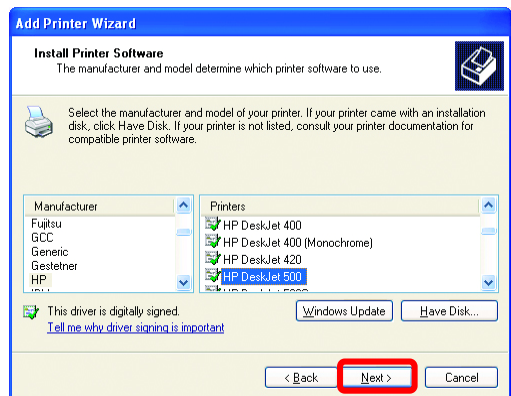 Add Printer Wizard
Install Printer Software
The manufacturer and model determine which printer software to use.
Select the manufacturer and model of your printer. If your printer came with an installation
disk, click Have Disk. If your printer is not listed, consult your printer documentation for
compatible printer software.
Manufacturer
Fujitsu
GCC
Generic
Gestetner
HP
Printers
HP DeskJet 400
HP DeskJet 400 (Monochrome)
HP DeskJet 420
HP DeskJet 500
This driver is digitally signed.
Tell me why driver signing is important
Windows Update
Have Disk...
< Back
Next >
Cancel